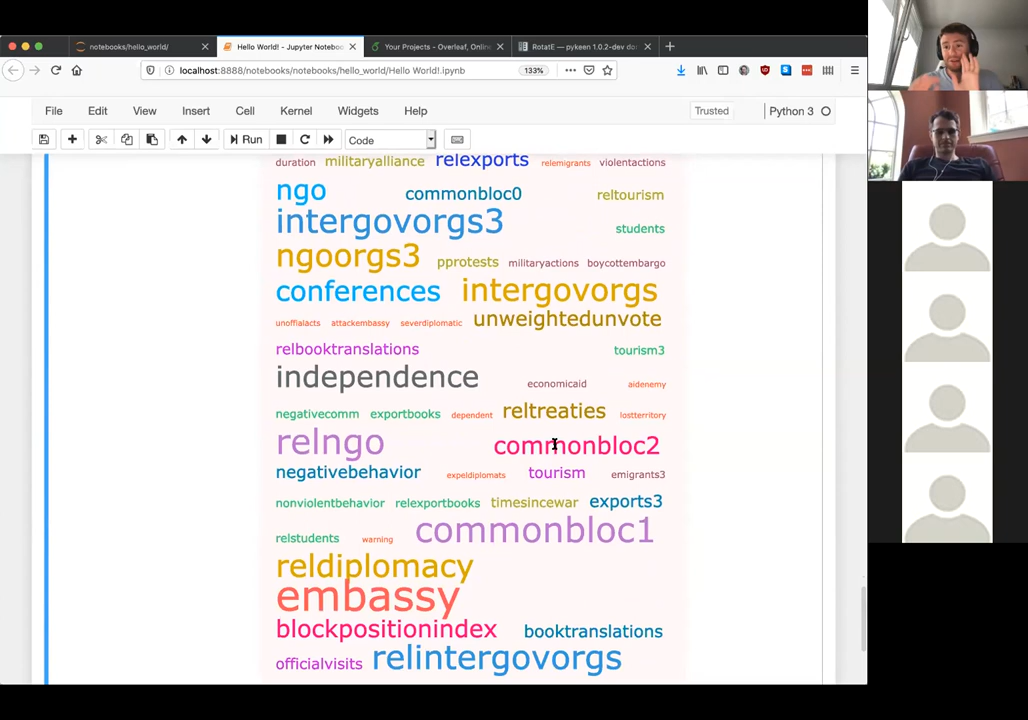 notebooks/hello_world/
Hello World! - Jupyter Noteboo
Your Projects - Overleaf, Onlin
RotatE — pykeen 1.0.2-dev do
localhost:8888/notebooks/notebooks/hello_world/Hello World!.ipynb
133%
File Edit View Insert Cell Kernel Widgets Help
Trusted Python 3
Run Code
duration militaryalliance relexports relemigrants violentactions
ngo commonbloc0 reltourism
intergovorgs3 students
ngoorgs3 pprotests militaryactions boycottembargo
conferences intergovorgs
unoffialacts attackembassy severdiplomatic unweightedunvote
relbooktranslations tourism3
independence economicaid aidenemy
negativecomm exportbooks dependent reltreaties lostterritory
relngo commonbloc2
negativebehavior expeldiplomats tourism emigrants3
nonviolentbehavior relexportbooks timesincewar exports3
relstudents warning commonbloc1
reldiplomacy
embassy
blockpositionindex booktranslations
officialvisits relintergovorgs